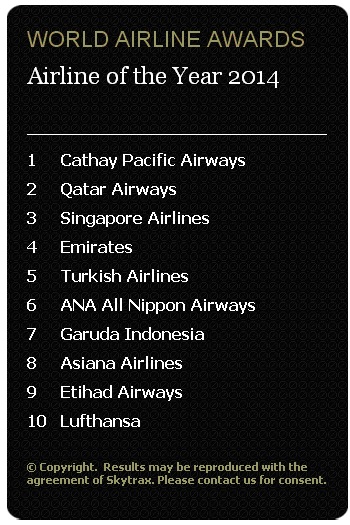 WORLD AIRLINE AWARDS
Airline of the Year 2014
1 Cathay Pacific Airways
2 Qatar Airways
3 Singapore Airlines
4 Emirates
5 Turkish Airlines
6 ANA All Nippon Airways
7 Garuda Indonesia
8 Asiana Airlines
9 Etihad Airways
10 Lufthansa
© Copyright. Results may be reproduced with the
agreement of Skytrax. Please contact us for consent.